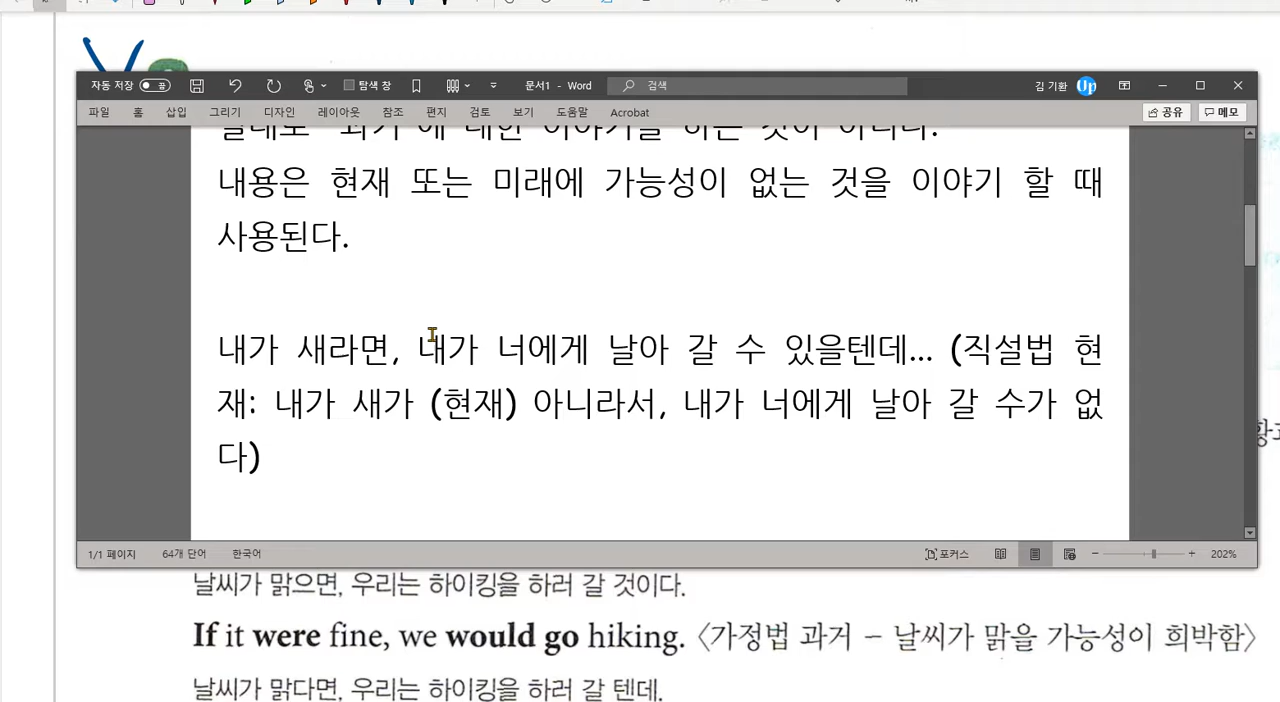 자동 저장 끔 탐색 창 문서1 - Word 검색 김 기환 Up
파일 홈 삽입 그리기 디자인 레이아웃 참조 편지 검토 보기 도움말 Acrobat 공유 메모
내용은 현재 또는 미래에 가능성이 없는 것을 이야기 할 때
사용된다.
내가 새라면, 내가 너에게 날아 갈 수 있을텐데... (직설법 현
재: 내가 새가 (현재) 아니라서, 내가 너에게 날아 갈 수가 없
다)
1/1 페이지 64개 단어 한국어 포커스 202%
날씨가 맑으면, 우리는 하이킹을 하러 갈 것이다.
If it were fine, we would go hiking. 〈가정법 과거 – 날씨가 맑을 가능성이 희박함〉
날씨가 맑다면, 우리는 하이킹을 하러 갈 텐데.